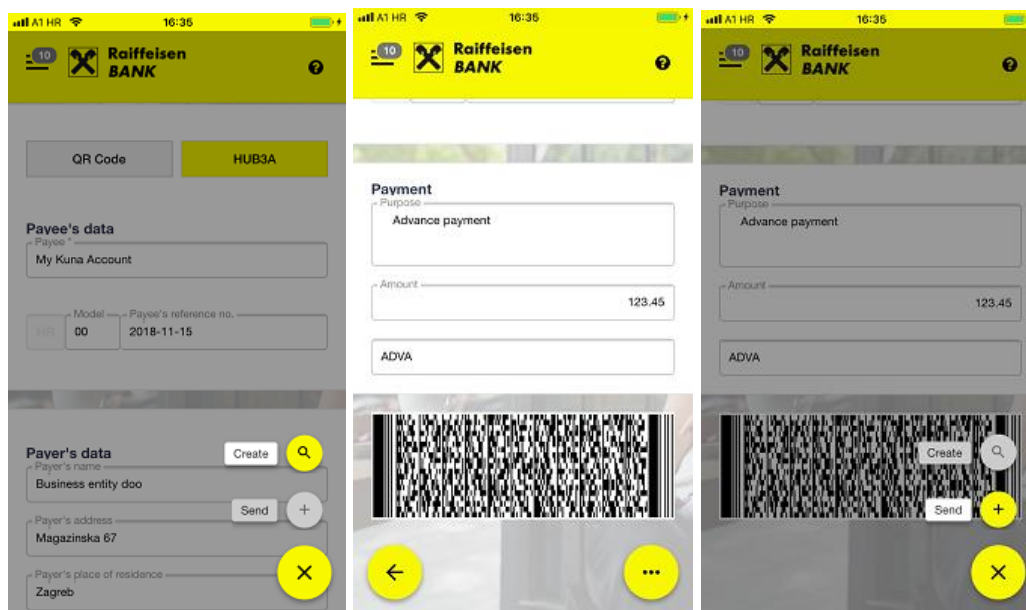 A1 HR 16:35
10 Raiffeisen
BANK
QR Code HUB3A
Payee's data
Payee *
My Kuna Account
Model Payee's reference no.
HR 00 2018-11-15
Payer's data
Payer's name
Business entity doo
Create
Send
Payer's address
Magazinska 67
Payer's place of residence
Zagreb
A1 HR 16:35
10 Raiffeisen
BANK
Payment
Purpose
Advance payment
Amount
123.45
ADVA
A1 HR 16:35
10 Raiffeisen
BANK
Payment
Purpose
Advance payment
Amount
123.45
ADVA
Create
Send